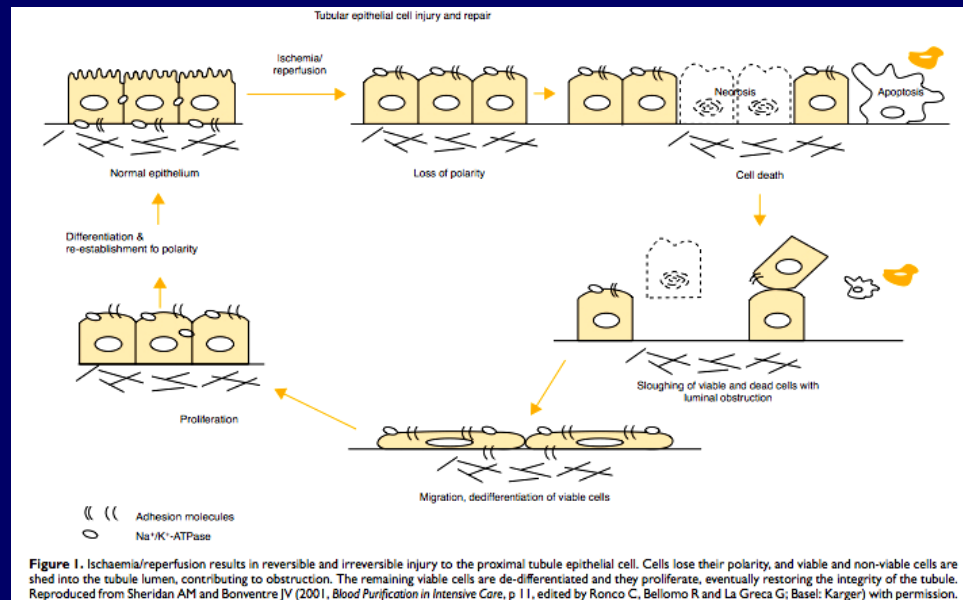 Tubular epithelial cell injury and repair
Ischemia/
reperfusion
Necrosis
Apoptosis
Normal epithelium
Loss of polarity
Cell death
Differentiation &
re-establishment fo polarity
Sloughing of viable and dead cells with
luminal obstruction
Proliferation
Migration, dedifferentiation of viable cells
Adhesion molecules
Na⁺/K⁺-ATPase
Figure 1. Ischaemia/reperfusion results in reversible and irreversible injury to the proximal tubule epithelial cell. Cells lose their polarity, and viable and non-viable cells are
shed into the tubule lumen, contributing to obstruction. The remaining viable cells are de-differentiated and they proliferate, eventually restoring the integrity of the tubule.
Reproduced from Sheridan AM and Bonventre JV (2001, Blood Purification in Intensive Care, p 11, edited by Ronco C, Bellomo R and La Greca G; Basel: Karger) with permission.